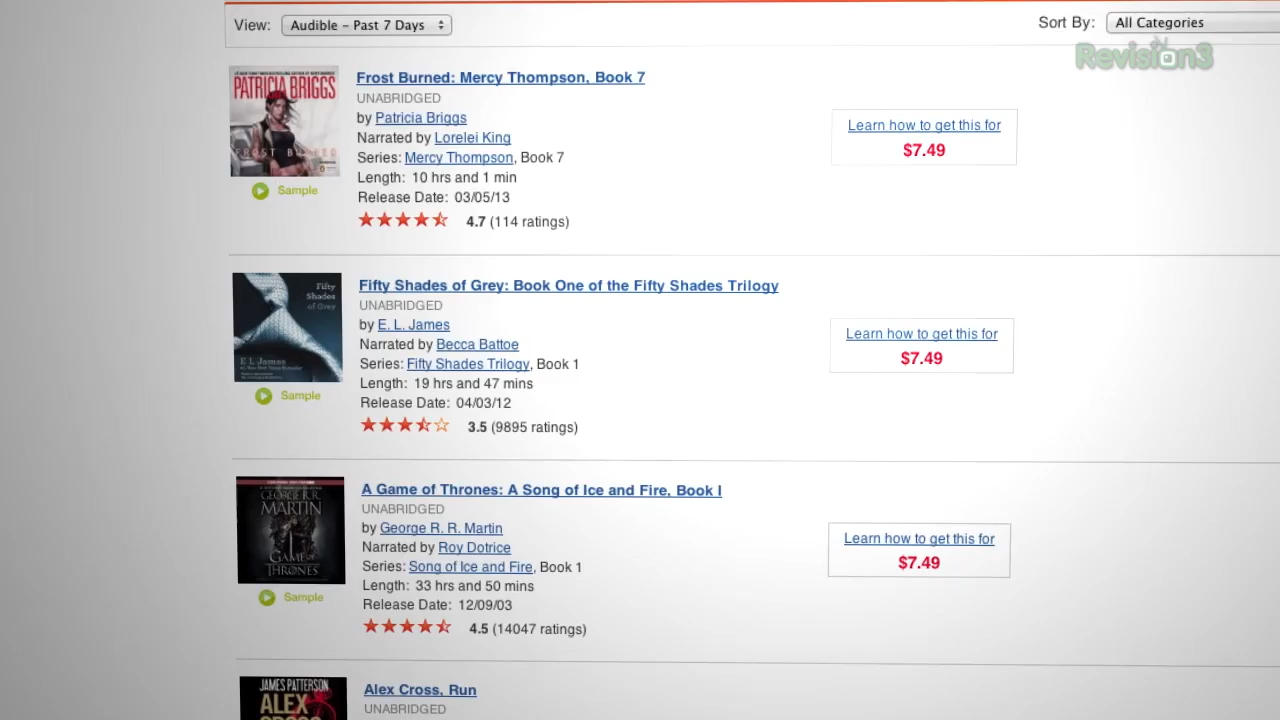 View: Audible – Past 7 Days
Sort By: All Categories
Revision3
PATRICIA BRIGGS
FROST BURNED
Sample
Frost Burned: Mercy Thompson, Book 7
UNABRIDGED
by Patricia Briggs
Narrated by Lorelei King
Series: Mercy Thompson, Book 7
Length: 10 hrs and 1 min
Release Date: 03/05/13
4.7 (114 ratings)
Learn how to get this for
$7.49
Fifty
Shades
of Grey
E L James
Sample
Fifty Shades of Grey: Book One of the Fifty Shades Trilogy
UNABRIDGED
by E. L. James
Narrated by Becca Battoe
Series: Fifty Shades Trilogy, Book 1
Length: 19 hrs and 47 mins
Release Date: 04/03/12
3.5 (9895 ratings)
Learn how to get this for
$7.49
GEORGE R.R.
MARTIN
A GAME OF
THRONES
Sample
A Game of Thrones: A Song of Ice and Fire, Book I
UNABRIDGED
by George R. R. Martin
Narrated by Roy Dotrice
Series: Song of Ice and Fire, Book 1
Length: 33 hrs and 50 mins
Release Date: 12/09/03
4.5 (14047 ratings)
Learn how to get this for
$7.49
JAMES PATTERSON
ALEX
CROSS
Alex Cross, Run
UNABRIDGED